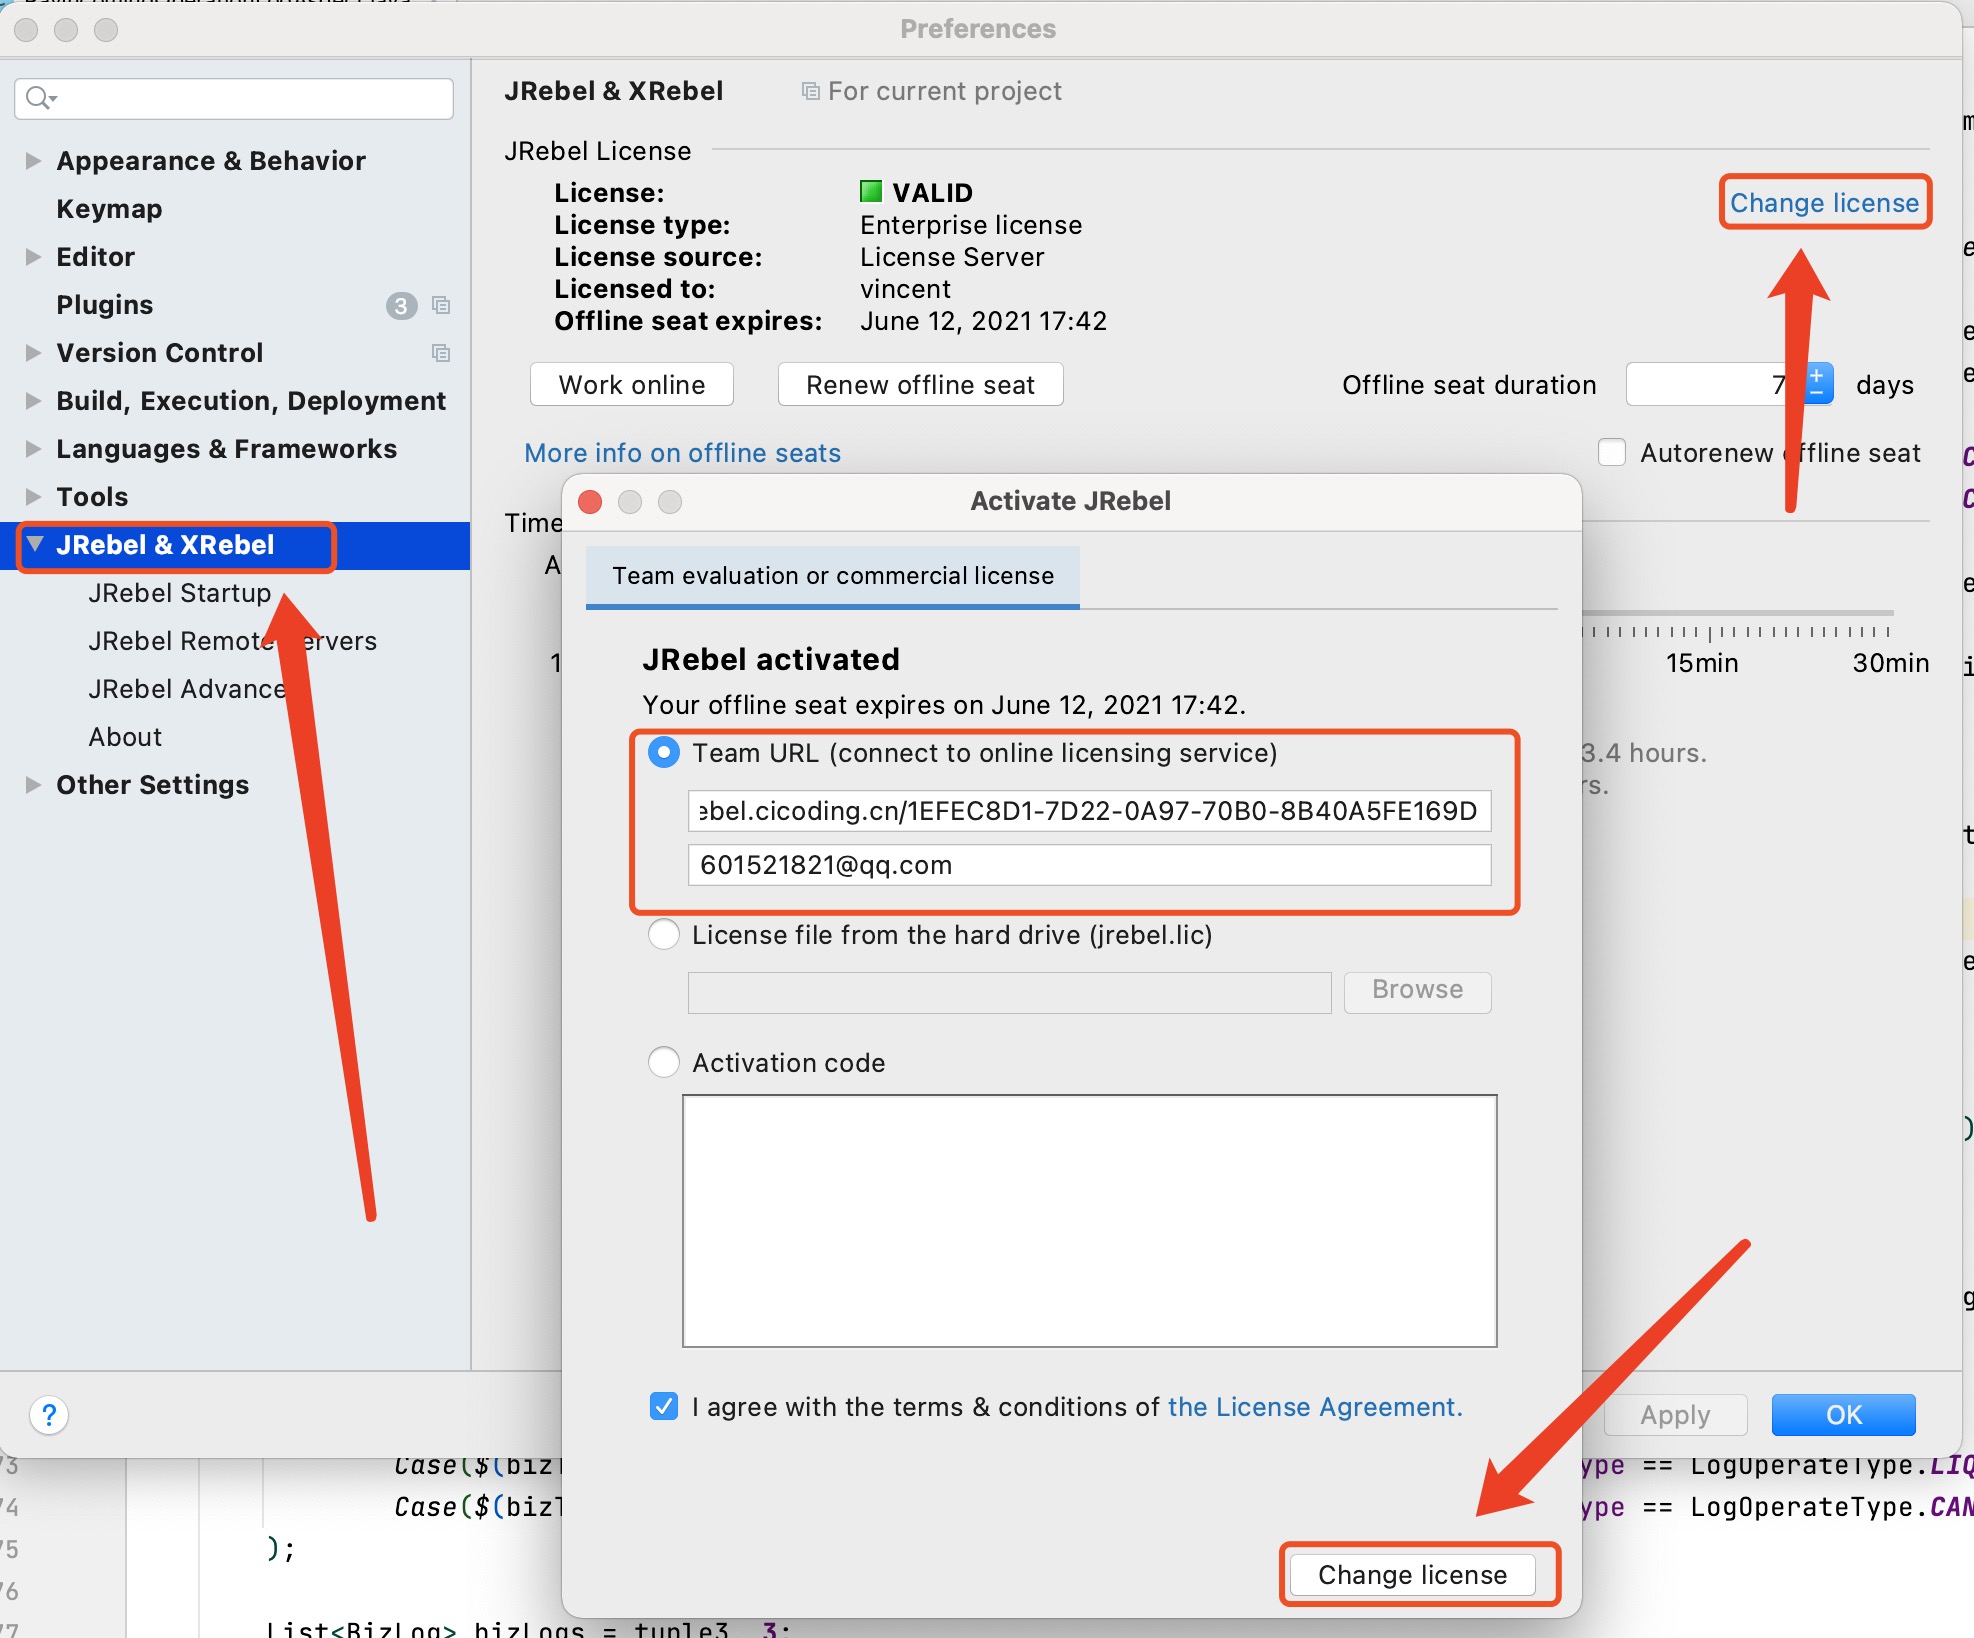 Preferences
JRebel & XRebel
For current project
Appearance & Behavior
Keymap
Editor
Plugins 3
Version Control
Build, Execution, Deployment
Languages & Frameworks
Tools
JRebel & XRebel
JRebel Startup
JRebel Remote Servers
JRebel Advance
About
Other Settings
JRebel License
License: VALID
Change license
License type: Enterprise license
License source: License Server
Licensed to: vincent
Offline seat expires: June 12, 2021 17:42
Work online
Renew offline seat
Offline seat duration 7 days
More info on offline seats
Autorenew offline seat
Time
A
1
15min 30min
3.4 hours.
rs.
Activate JRebel
Team evaluation or commercial license
JRebel activated
Your offline seat expires on June 12, 2021 17:42.
Team URL (connect to online licensing service)
ebel.cicoding.cn/1EFEC8D1-7D22-0A97-70B0-8B40A5FE169D
601521821@qq.com
License file from the hard drive (jrebel.lic)
Browse
Activation code
I agree with the terms & conditions of the License Agreement.
Change license
?
Apply
OK
73 Case($(biz ype == LogOperateType.LIQ
74 Case($(biz ype == LogOperateType.CAN
75 );
76
77 List<BizLog> bizLogs = tuple3._3;